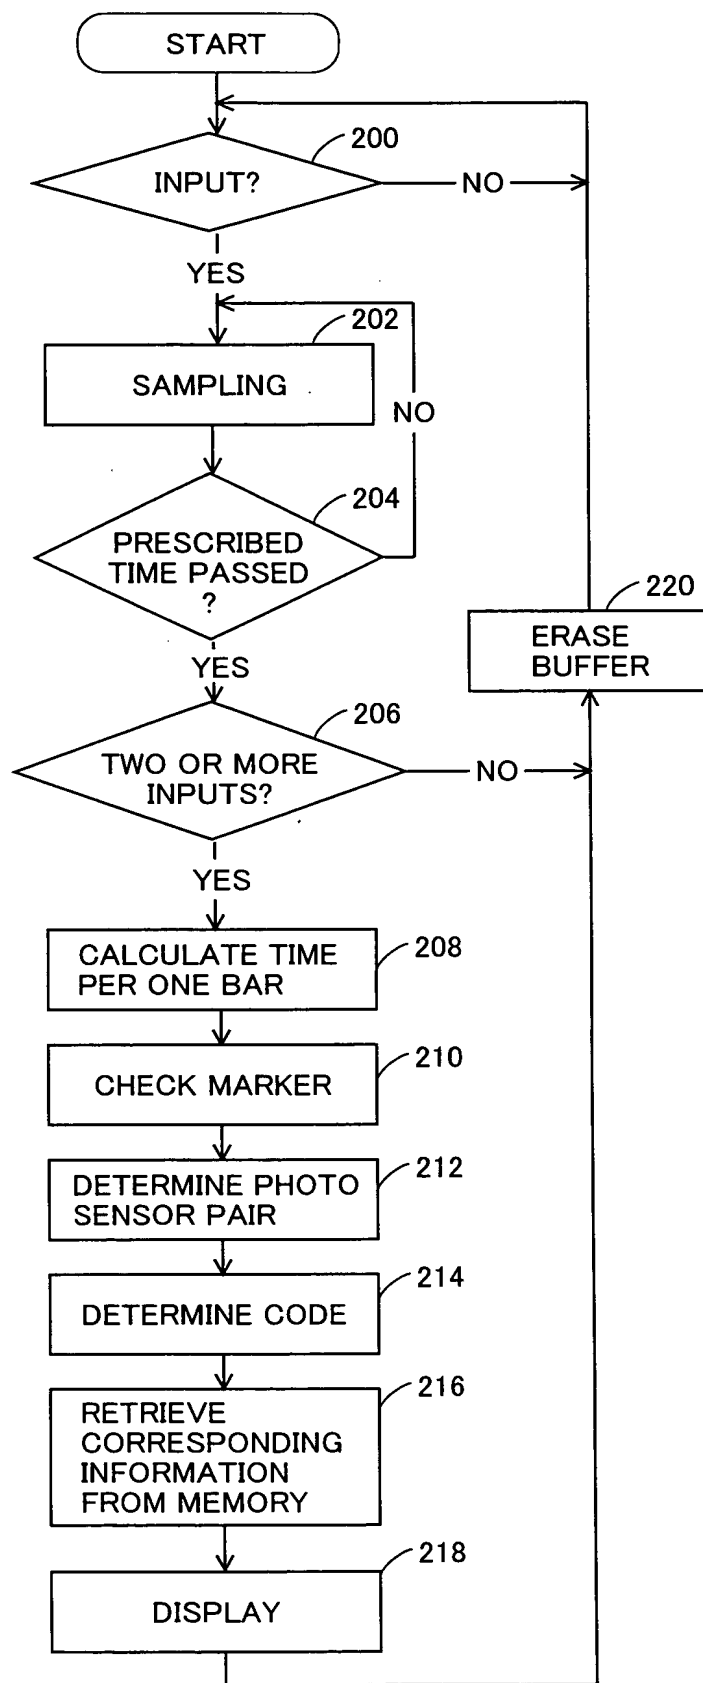 START
200
INPUT?
NO
YES
202
SAMPLING
NO
204
PRESCRIBED
TIME PASSED
?
220
ERASE
BUFFER
YES
206
TWO OR MORE
INPUTS?
NO
YES
208
CALCULATE TIME
PER ONE BAR
210
CHECK MARKER
212
DETERMINE PHOTO
SENSOR PAIR
214
DETERMINE CODE
216
RETRIEVE
CORRESPONDING
INFORMATION
FROM MEMORY
218
DISPLAY